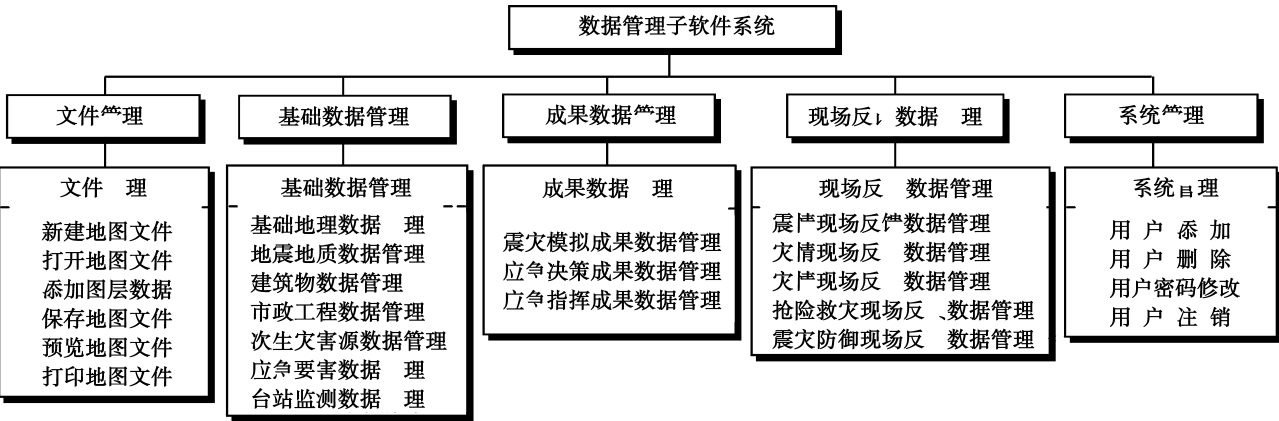 数据管理子软件系统
文件管理
基础数据管理
成果数据管理
现场反 数据 理
系统管理
文件 理
新建地图文件
打开地图文件
添加图层数据
保存地图文件
预览地图文件
打印地图文件
基础数据管理
基础地理数据 理
地震地质数据管理
建筑物数据管理
市政工程数据管理
次生灾害源数据管理
应急要害数据 理
台站监测数据 理
成果数据 理
震灾模拟成果数据管理
应急决策成果数据管理
应急指挥成果数据管理
现场反 数据管理
震 现场反馈数据管理
灾情现场反 数据管理
灾 现场反 数据管理
抢险救灾现场反 数据管理
震灾防御现场反 数据管理
系统管理
用 户 添 加
用 户 删 除
用户密码修改
用 户 注 销